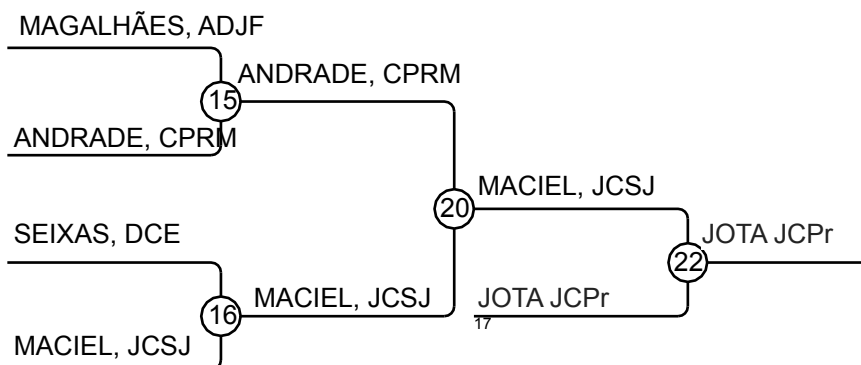 MAGALHÃES, ADJF
ANDRADE, CPRM
15
ANDRADE, CPRM
MACIEL, JCSJ
20
SEIXAS, DCE
JOTA JCPr
22
MACIEL, JCSJ
JOTA JCPr
16
17
MACIEL, JCSJ